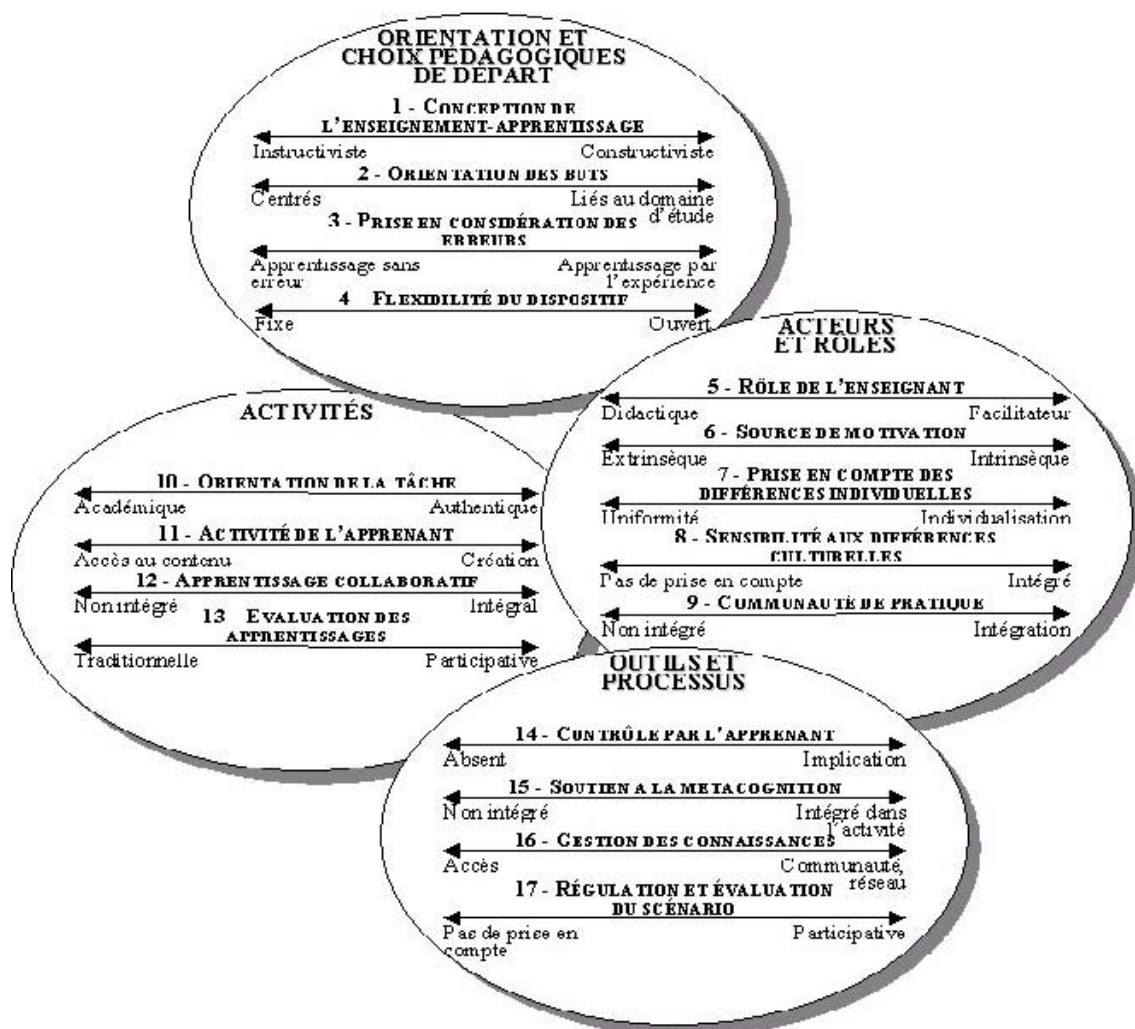 ORIENTATION ET
CHOIX PÉDAGOGIQUES
DE DÉPART
1 - CONCEPTION DE
L'ENSEIGNEMENT-APPRENTISSAGE
Instructiviste Constructiviste
2 - ORIENTATION DES BUTS
Centrés Liés au domaine
d'étude
3 - PRISE EN CONSIDÉRATION DES
ERREURS
Apprentissage sans Apprentissage par
erreur l'expérience
4 FLEXIDILITÉ DU DISPOSITIF
Fixe Ouvert
ACTEURS
ET RÔLES
5 - RÔLE DE L'ENSEIGNANT
Didactique Facilitateur
6 - SOURCE DE MOTIVATION
Extrinsèque Intrinsèque
7 - PRISE EN COMPTE DES
DIFFÉRENCES INDIVIDUELLES
Uniformité Individualisation
8 - SENSIBILITÉ AUX DIFFÉRENCES
CULTURELLES
Pas de prise en compte Intégré
9 - COMMUNAUTÉ DE PRATIQUE
Non intégré Intégration
ACTIVITÉS
10 - ORIENTATION DE LA TÂCHE
Académique Authentique
11 - ACTIVITÉ DE L'APPRENANT
Accès au contenu Création
12 - APPRENTISSAGE COLLABORATIF
Non intégré Intégral
13 EVALUATION DES
APPRENTISSAGES
Traditionnelle Participative
OUTILS ET
PROCESSUS
14 - CONTRÔLE PAR L'APPRENANT
Absent Implication
15 - SOUTIEN A LA METACOGNITION
Non intégré Intégré dans
l'activité
16 - GESTION DES CONNAISSANCES
Accès Communauté,
réseau
17 - RÉGULATION ET ÉVALUATION
DU SCÉNARIO
Pas de prise en Participative
compte